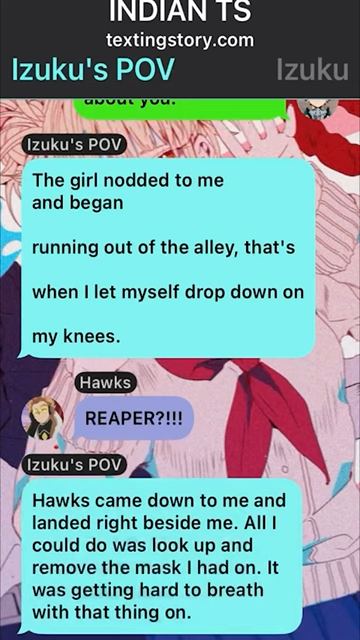 INDIAN TS
textingstory.com
Izuku's POV
Izuku
about you.
Izuku's POV
The girl nodded to me
and began
running out of the alley, that's
when I let myself drop down on
my knees.
Hawks
REAPER?!!!
Izuku's POV
Hawks came down to me and
landed right beside me. All I
could do was look up and
remove the mask I had on. It
was getting hard to breath
with that thing on.